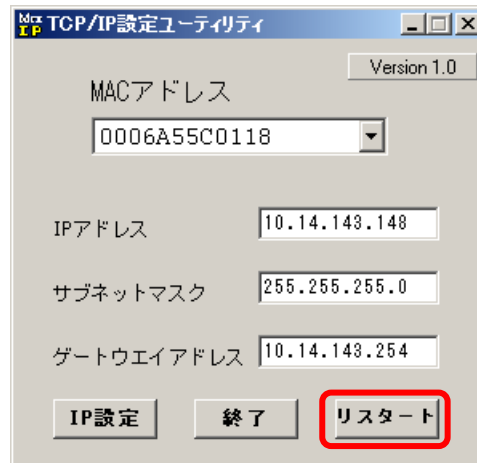 TCP/IP設定ユーティリティ
Version 1.0
MACアドレス
0006A55C0118
IPアドレス
10.14.143.148
サブネットマスク
255.255.255.0
ゲートウエイアドレス
10.14.143.254
IP設定
終了
リスタート